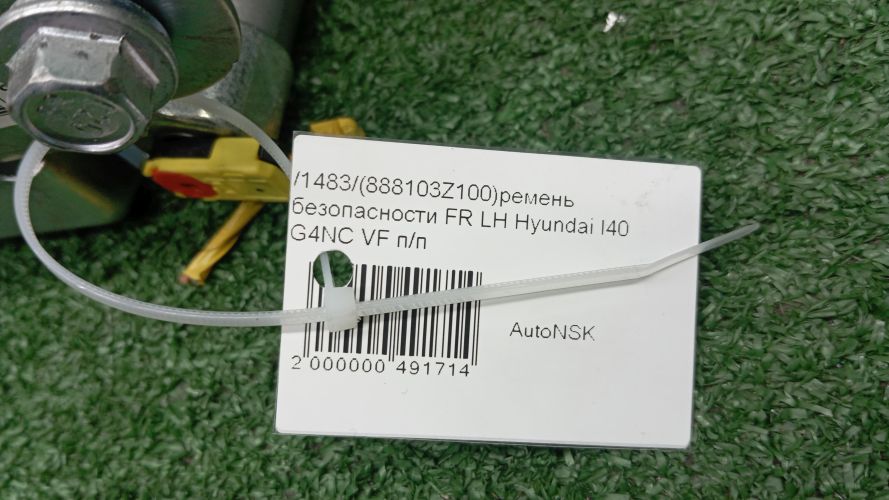 /1483/(888103Z100)ремень
безопасности FR LH Hyundai I40
G4NC VF п/п
AutoNSK
2 000000 491714